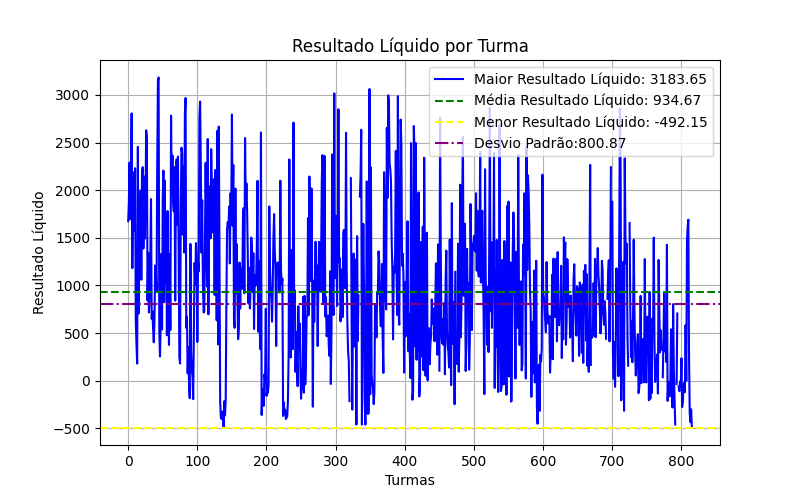 Resultado Líquido por Turma
Maior Resultado Líquido: 3183.65
Média Resultado Líquido: 934.67
Menor Resultado Líquido: -492.15
Desvio Padrão:800.87
Resultado Líquido
3000
2500
2000
1500
1000
500
0
−500
0 100 200 300 400 500 600 700 800
Turmas